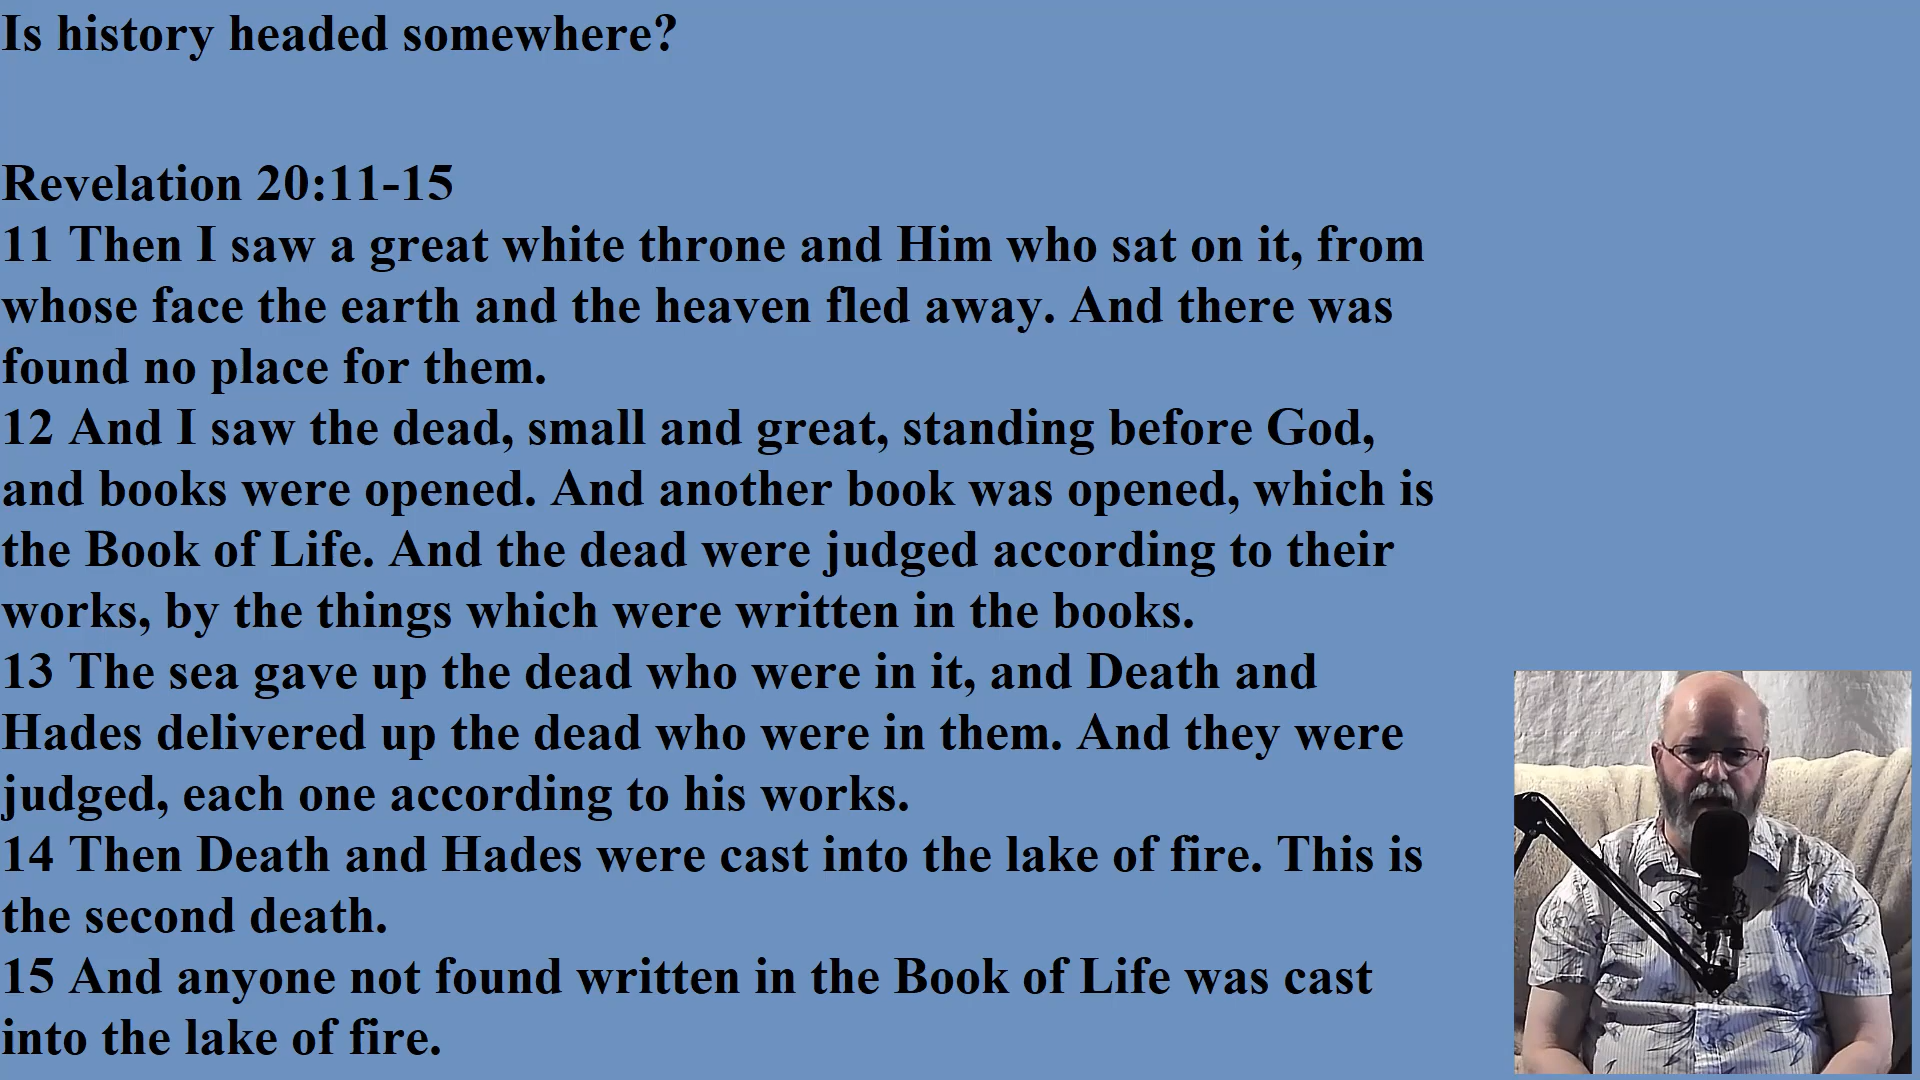 Is history headed somewhere?
Revelation 20:11-15
11 Then I saw a great white throne and Him who sat on it, from
whose face the earth and the heaven fled away. And there was
found no place for them.
12 And I saw the dead, small and great, standing before God,
and books were opened. And another book was opened, which is
the Book of Life. And the dead were judged according to their
works, by the things which were written in the books.
13 The sea gave up the dead who were in it, and Death and
Hades delivered up the dead who were in them. And they were
judged, each one according to his works.
14 Then Death and Hades were cast into the lake of fire. This is
the second death.
15 And anyone not found written in the Book of Life was cast
into the lake of fire.